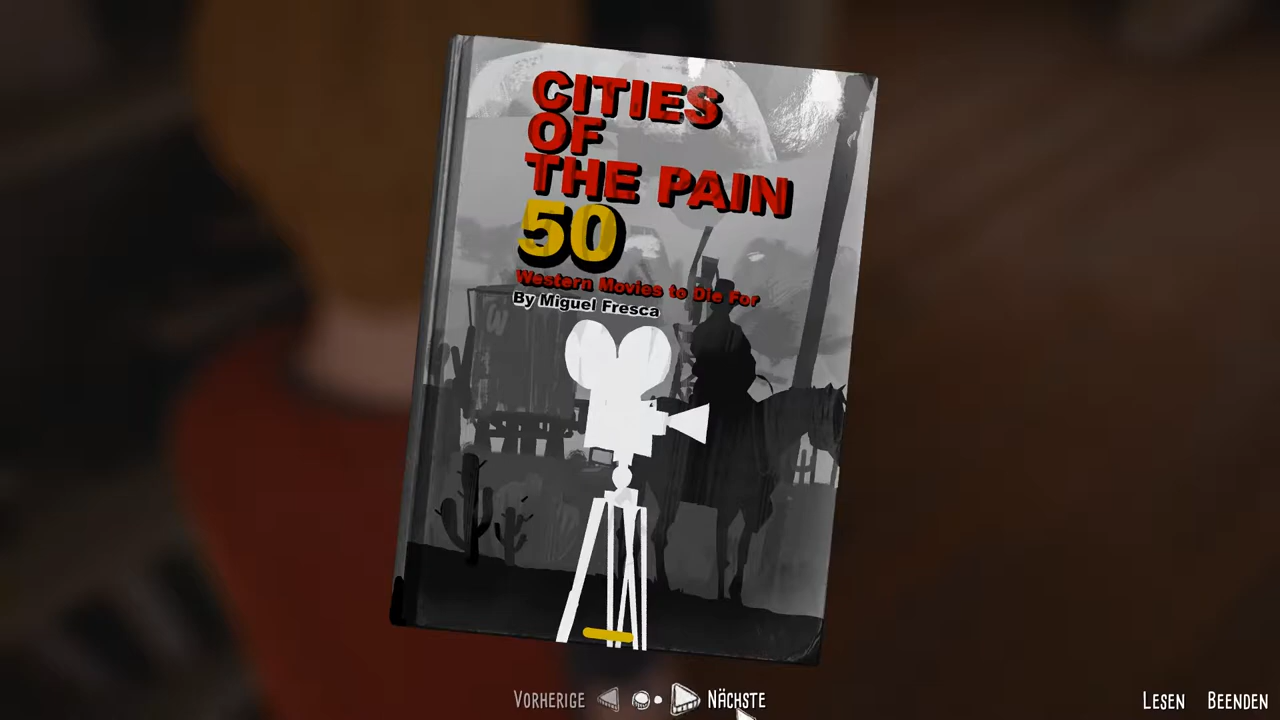 CITIES
OF
THE PAIN
50
Western Movies to Die For
By Miguel Fresca
VORHERIGE NÄCHSTE
LESEN BEENDEN